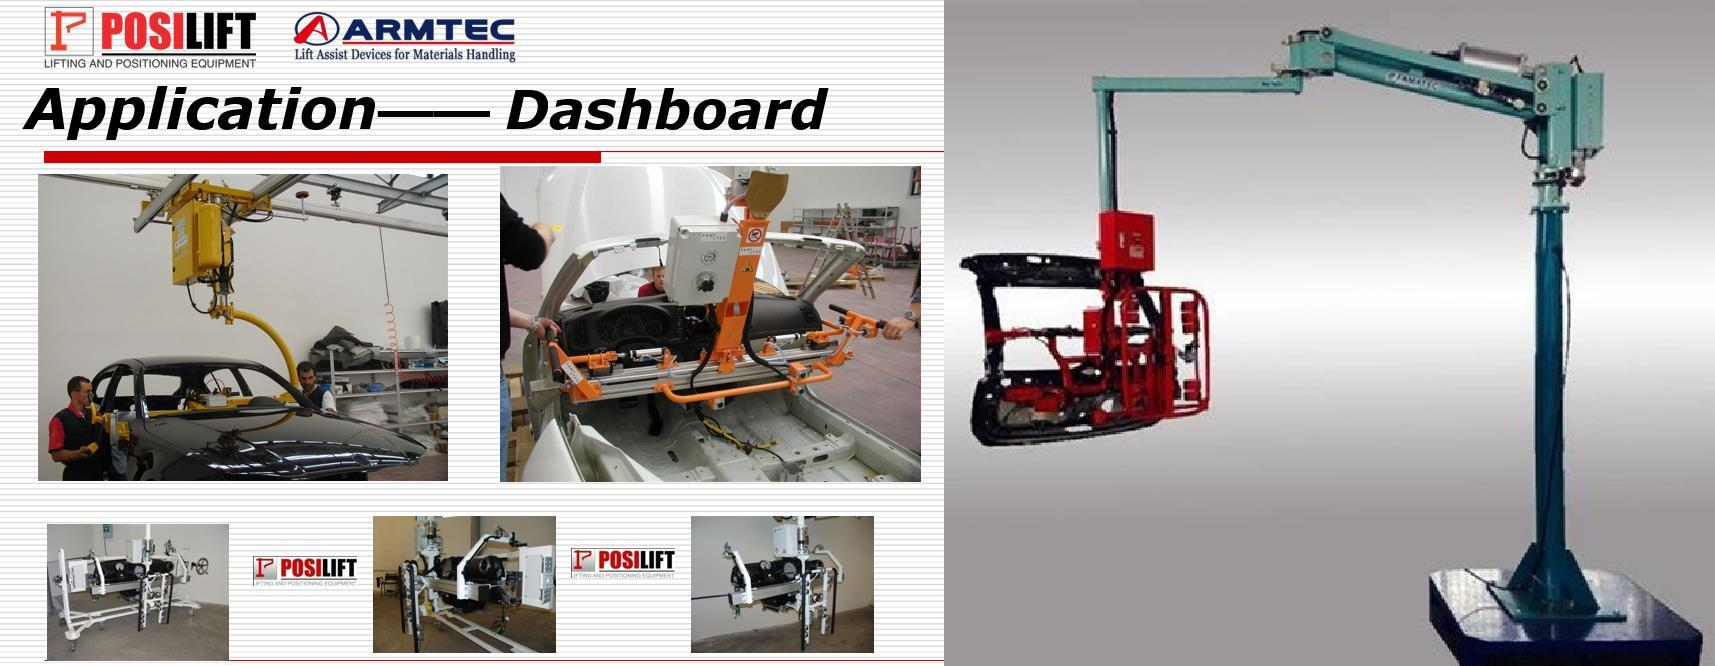 POSILIFT
LIFTING AND POSITIONING EQUIPMENT
ARMTEC
Lift Assist Devices for Materials Handling
Application—— Dashboard
POSILIFT
LIFTING AND POSITIONING EQUIPMENT
POSILIFT
LIFTING AND POSITIONING EQUIPMENT